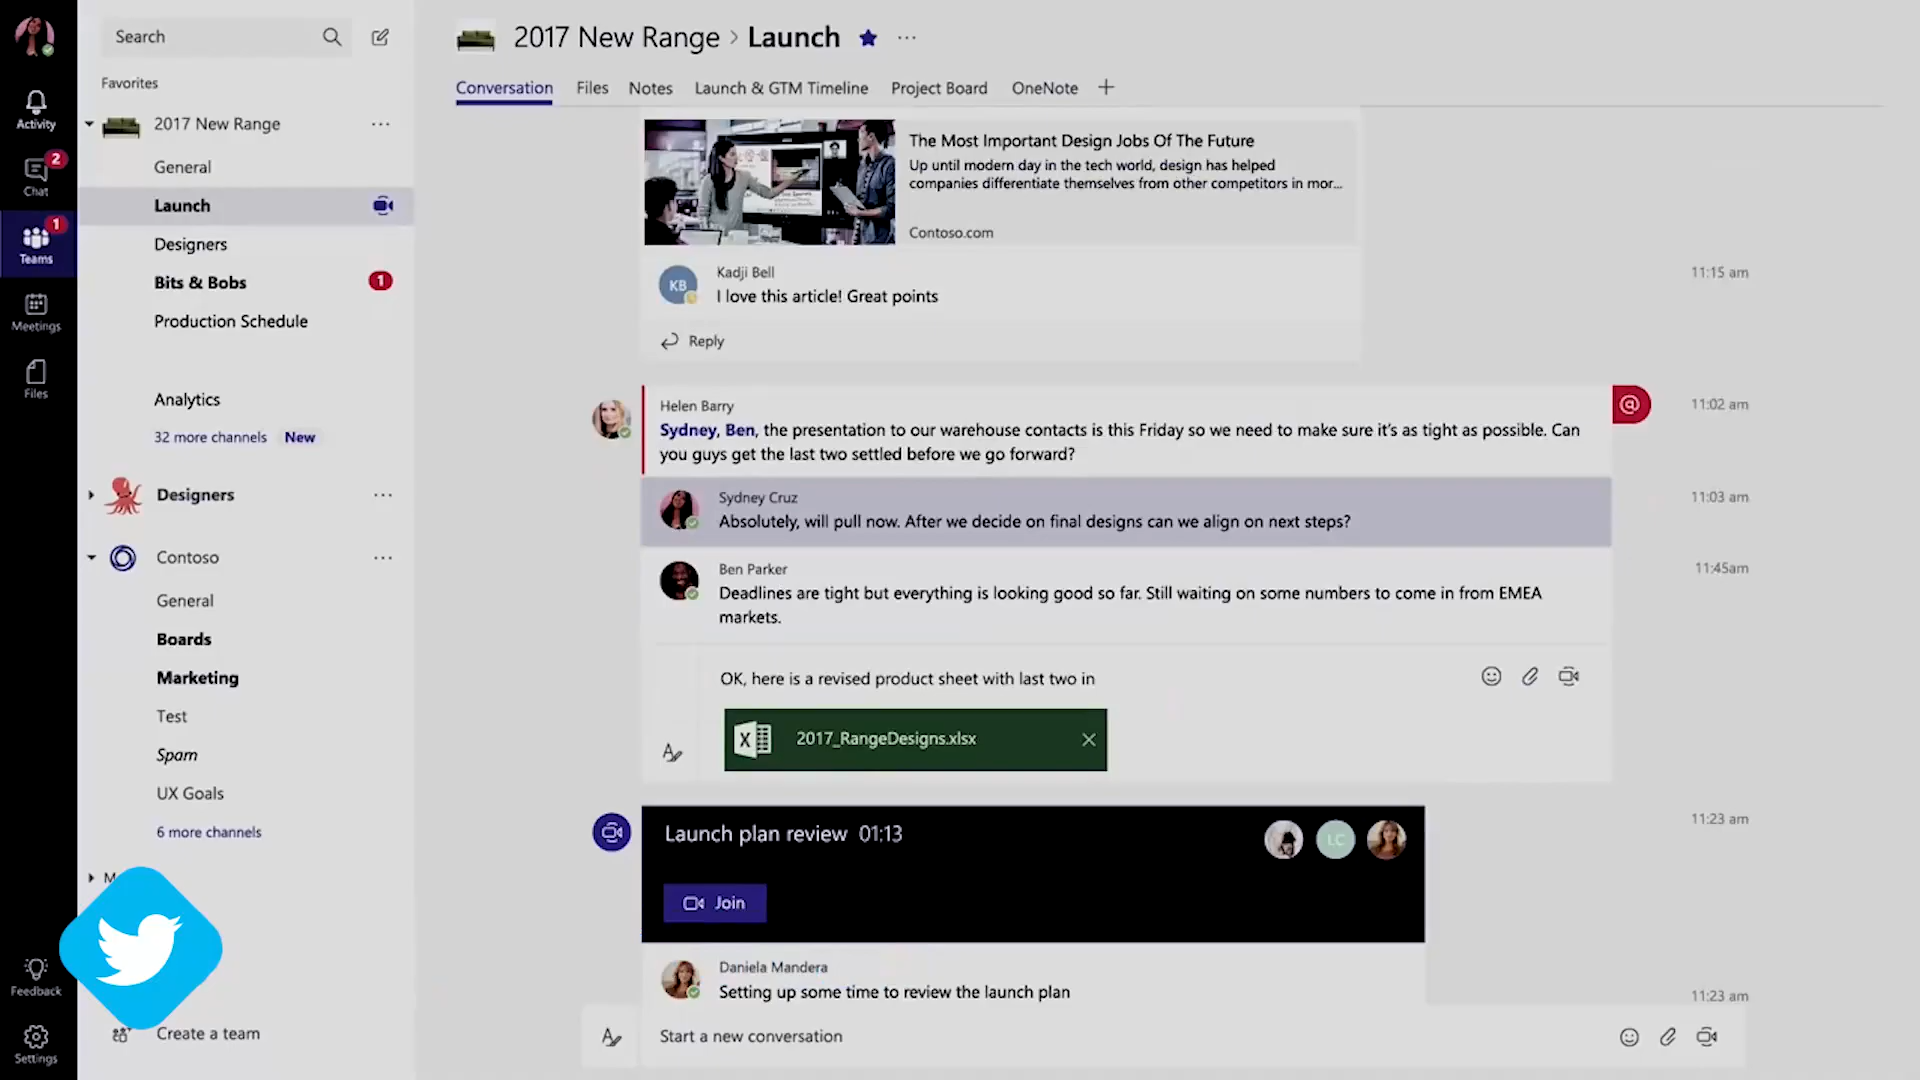 Search
Favorites
Activity
2
Chat
1
Teams
Meetings
Files
Feedback
Settings
2017 New Range
General
Launch
Designers
Bits & Bobs
1
Production Schedule
Analytics
32 more channels New
Designers
Contoso
General
Boards
Marketing
Test
Spam
UX Goals
6 more channels
Create a team
2017 New Range > Launch
Conversation Files Notes Launch & GTM Timeline Project Board OneNote
The Most Important Design Jobs Of The Future
Up until modern day in the tech world, design has helped
companies differentiate themselves from other competitors in mor...
Contoso.com
KB
Kadji Bell
11:15 am
I love this article! Great points
Reply
Helen Barry
@
11:02 am
Sydney, Ben, the presentation to our warehouse contacts is this Friday so we need to make sure it's as tight as possible. Can
you guys get the last two settled before we go forward?
Sydney Cruz
11:03 am
Absolutely, will pull now. After we decide on final designs can we align on next steps?
Ben Parker
11:45am
Deadlines are tight but everything is looking good so far. Still waiting on some numbers to come in from EMEA
markets.
OK, here is a revised product sheet with last two in
X 2017_RangeDesigns.xlsx
Launch plan review 01:13
LC
11:23 am
Join
Daniela Mandera
Setting up some time to review the launch plan
11:23 am
Start a new conversation